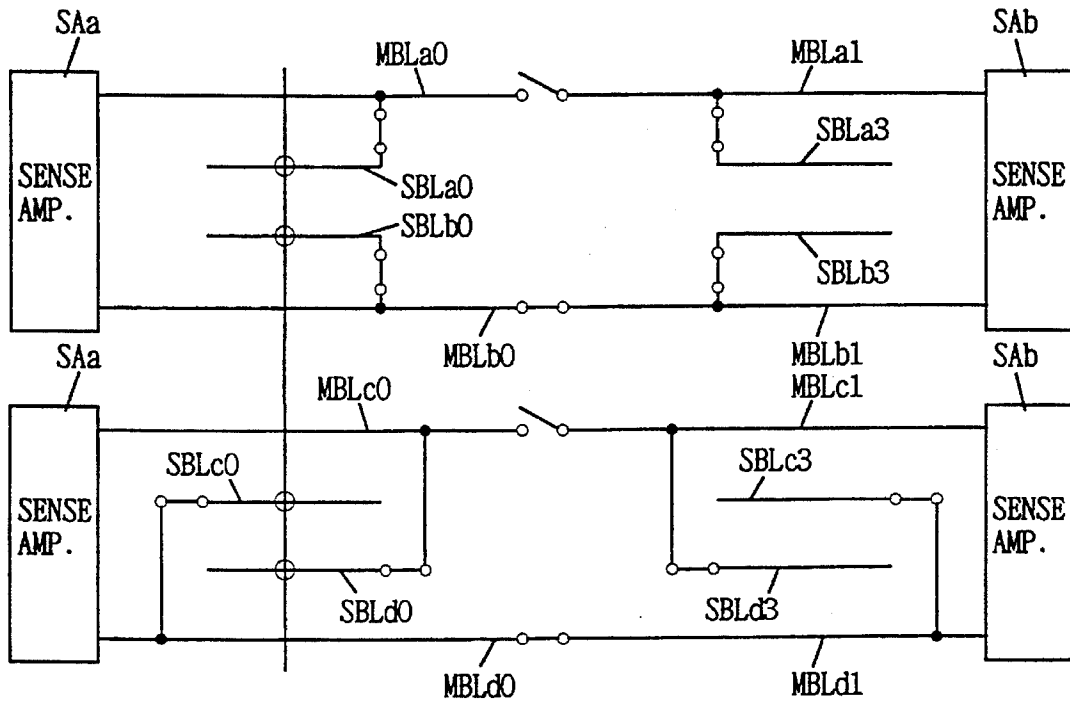 SAa
SAb
MBLa0
MBLa1
SENSE
AMP.
SBLa0
SBLa3
SENSE
AMP.
SBLb0
SBLb3
MBLb0
MBLb1
SAa
SAb
MBLc0
MBLc1
SENSE
AMP.
SBLc0
SBLc3
SENSE
AMP.
SBLd0
SBLd3
MBLd0
MBLd1